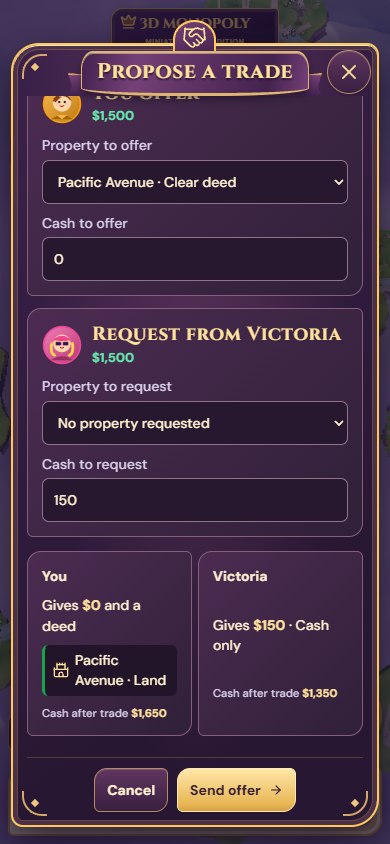 3D MONOPOLY
PROPOSE A TRADE
YOU OFFER
$1,500
Property to offer
Pacific Avenue · Clear deed
Cash to offer
0
REQUEST FROM VICTORIA
$1,500
Property to request
No property requested
Cash to request
150
You
Gives $0 and a
deed
Pacific
Avenue · Land
Cash after trade $1,650
Victoria
Gives $150 · Cash
only
Cash after trade $1,350
Cancel
Send offer →